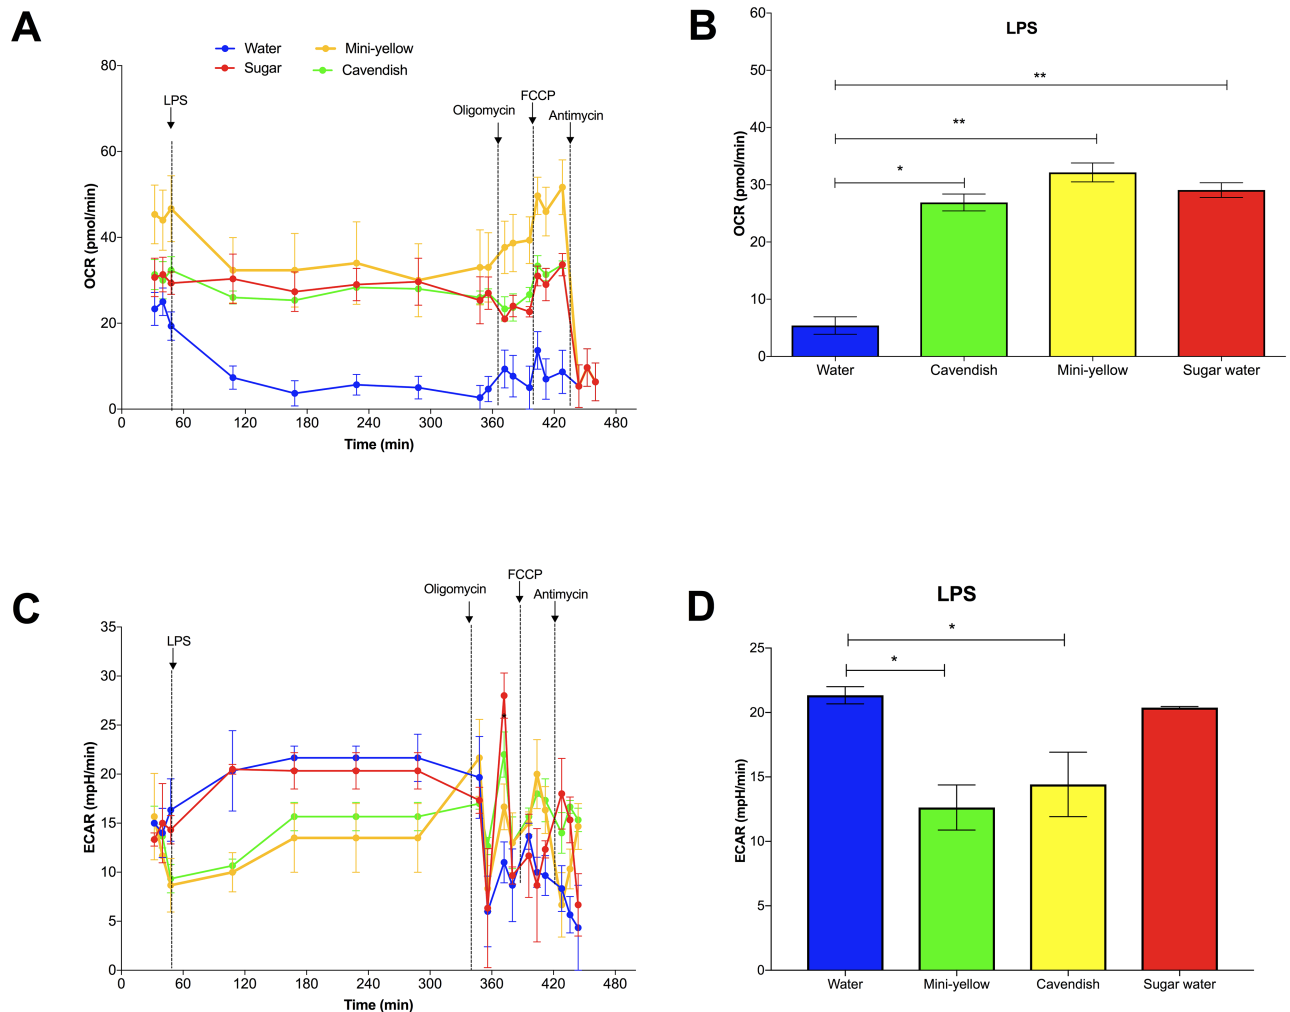 A
Water
Mini-yellow
Sugar
Cavendish
80
60
40
20
0
OCR (pmol/min)
LPS
Oligomycin
FCCP
Antimycin
0 60 120 180 240 300 360 420 480
Time (min)
B
LPS
60
50
40
30
20
10
0
OCR (pmol/min)
**
**
*
Water Cavendish Mini-yellow Sugar water
C
35
30
25
20
15
10
5
0
ECAR (mpH/min)
LPS
Oligomycin
FCCP
Antimycin
*
0 60 120 180 240 300 360 420 480
Time (min)
D
LPS
25
20
15
10
5
0
ECAR (mpH/min)
*
*
Water Mini-yellow Cavendish Sugar water